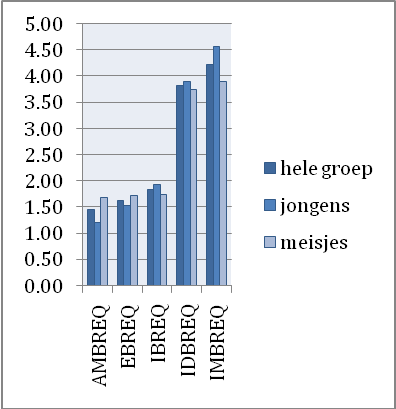 5.00
4.50
4.00
3.50
3.00
2.50
2.00
1.50
1.00
0.50
0.00
AMBREQ
EBREQ
IBREQ
IDBREQ
IMBREQ
hele groep
jongens
meisjes